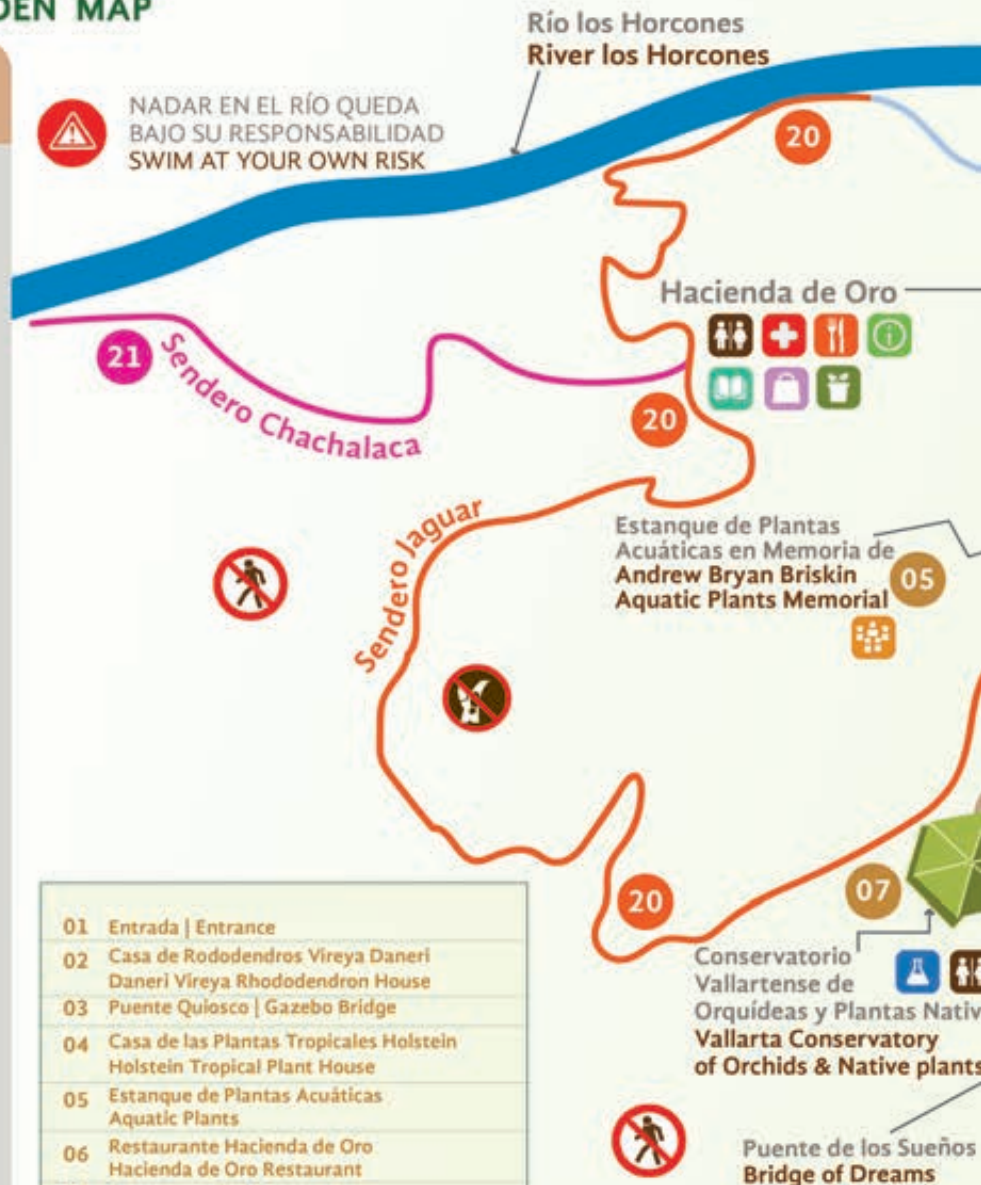 DEN MAP
Río los Horcones
River los Horcones
NADAR EN EL RÍO QUEDA
BAJO SU RESPONSABILIDAD
SWIM AT YOUR OWN RISK
20
Hacienda de Oro
21
Sendero Chachalaca
20
Sendero Jaguar
Estanque de Plantas
Acuáticas en Memoria de
Andrew Bryan Briskin
Aquatic Plants Memorial
05
07
20
Conservatorio
Vallartense de
Orquídeas y Plantas Nativ
Vallarta Conservatory
of Orchids & Native plants
Puente de los Sueños
Bridge of Dreams
01 Entrada | Entrance
02 Casa de Rododendros Vireya Daneri
Daneri Vireya Rhododendron House
03 Puente Quiosco | Gazebo Bridge
04 Casa de las Plantas Tropicales Holstein
Holstein Tropical Plant House
05 Estanque de Plantas Acuáticas
Aquatic Plants
06 Restaurante Hacienda de Oro
Hacienda de Oro Restaurant